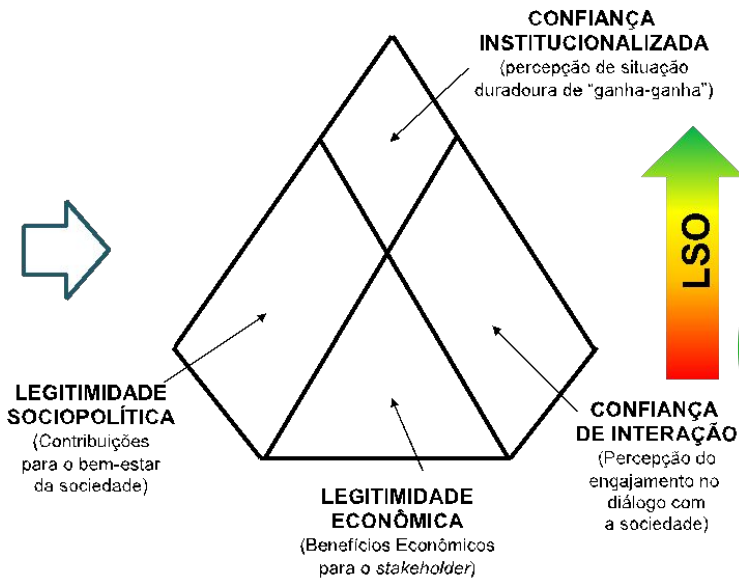 CONFIANÇA
INSTITUCIONALIZADA
(percepção de situação
duradoura de “ganha-ganha”)
LSO
LEGITIMIDADE
SOCIOPOLÍTICA
(Contribuições
para o bem-estar
da sociedade)
LEGITIMIDADE
ECONÔMICA
(Benefícios Econômicos
para o stakeholder)
CONFIANÇA
DE INTERAÇÃO
(Percepção do
engajamento no
diálogo com
a sociedade)